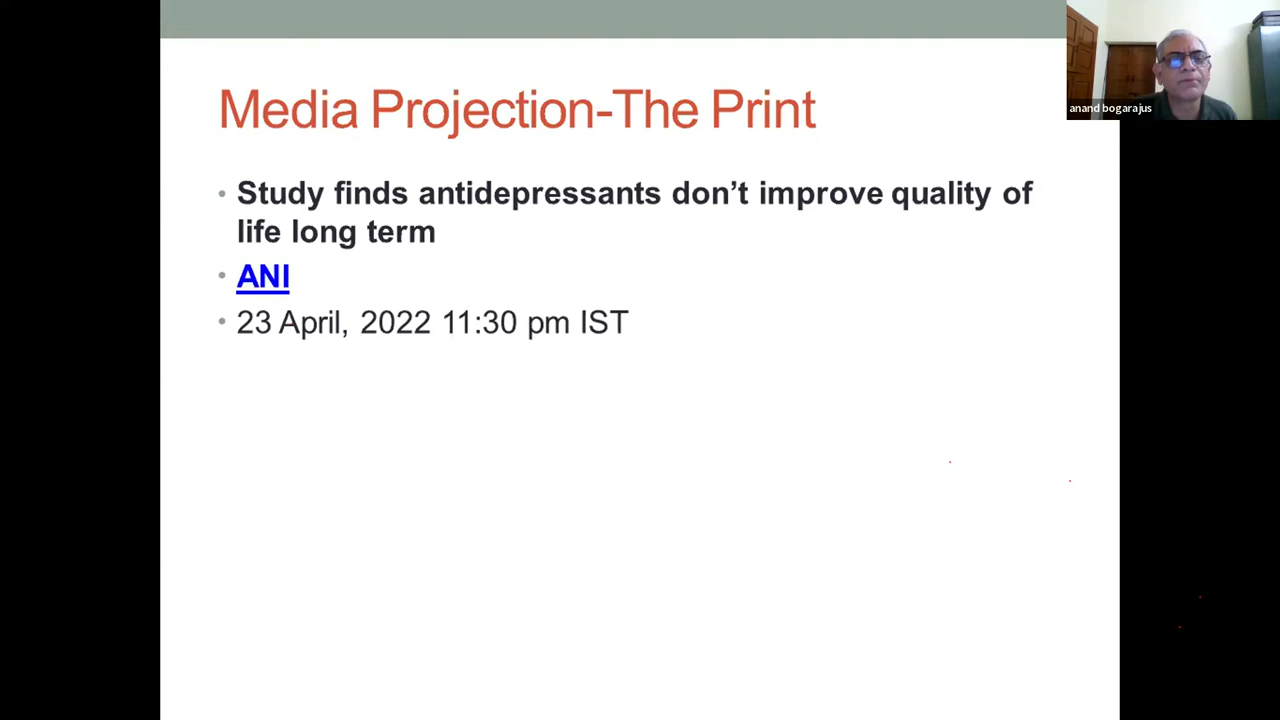 Media Projection-The Print
anand bogarajus
Study finds antidepressants don’t improve quality of
life long term
ANI
23 April, 2022 11:30 pm IST